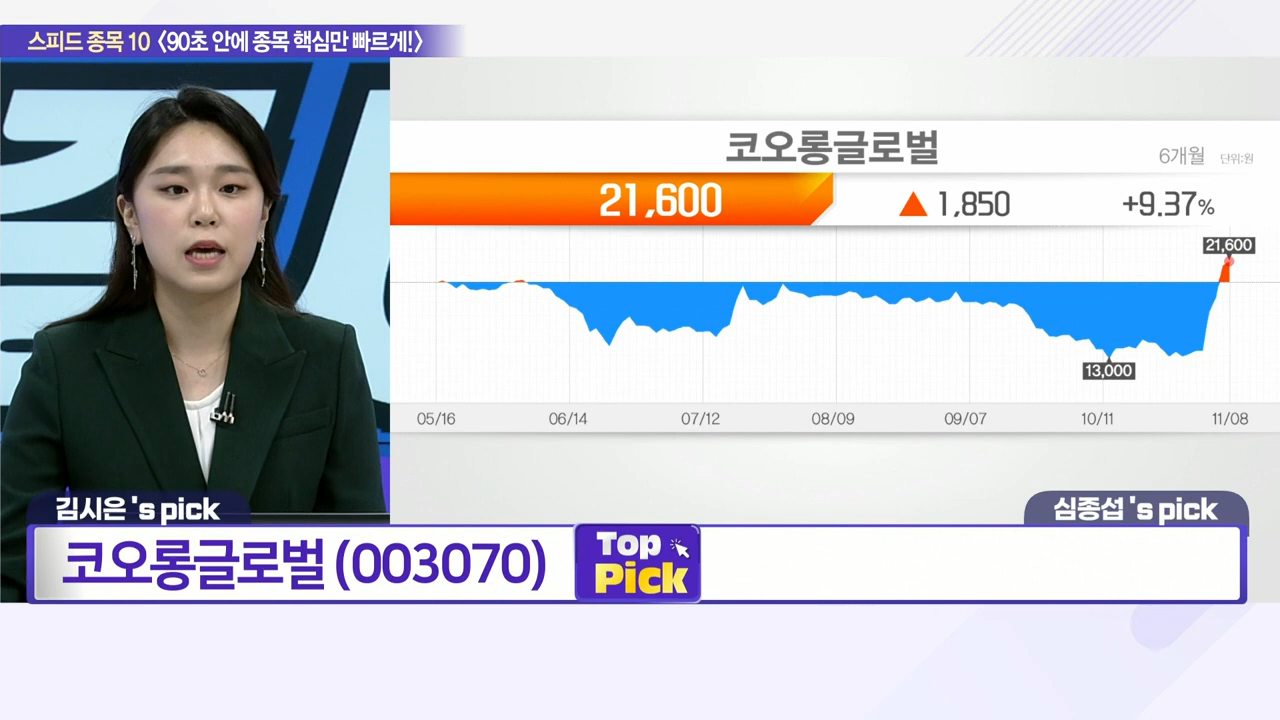 스피드 종목 10 〈90초 안에 종목 핵심만 빠르게!〉
코오롱글로벌
6개월 단위:원
21,600 ▲ 1,850 +9.37%
21,600
13,000
05/16 06/14 07/12 08/09 09/07 10/11 11/08
김시은 's pick
심종섭 's pick
코오롱글로벌 (003070)
Top
Pick